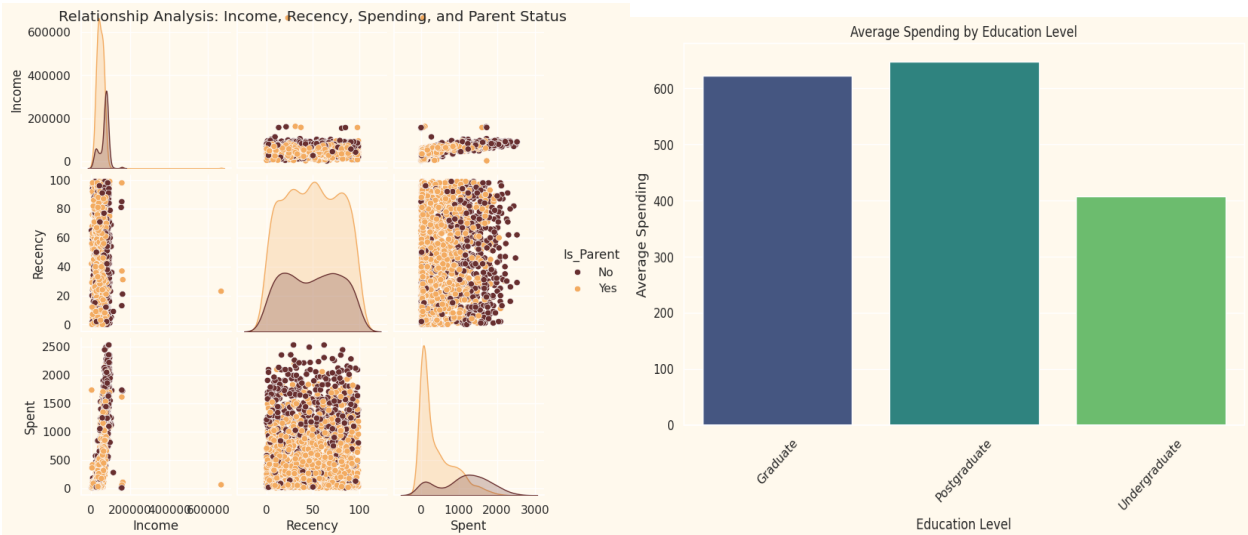 Relationship Analysis: Income, Recency, Spending, and Parent Status
600000
400000
200000
0
Income
100
80
60
40
20
0
Recency
2500
2000
1500
1000
500
0
Spent
0 200000 400000 600000
Income
0 50 100
Recency
0 1000 2000 3000
Spent
Is_Parent
No
Yes
Average Spending by Education Level
600
500
400
300
200
100
0
Average Spending
Graduate
Postgraduate
Undergraduate
Education Level